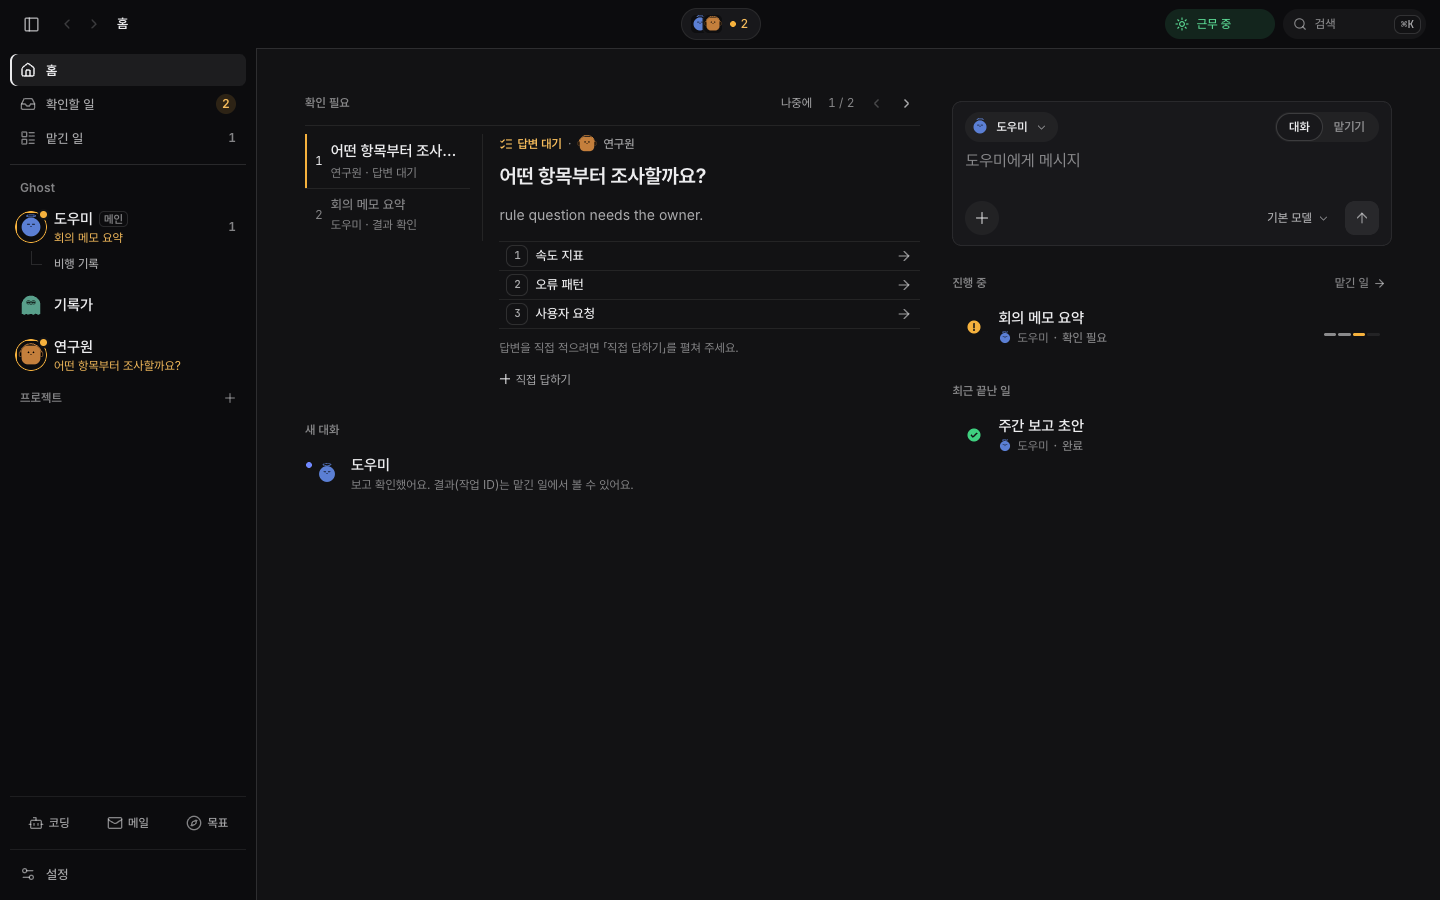 홈
2
근무 중
검색
⌘K
홈
확인할 일
2
맡긴 일
1
Ghost
도우미 메인
회의 메모 요약
1
비행 기록
기록가
연구원
어떤 항목부터 조사할까요?
프로젝트
코딩
메일
목표
설정
확인 필요
나중에
1 / 2
1
어떤 항목부터 조사...
연구원 · 답변 대기
2
회의 메모 요약
도우미 · 결과 확인
답변 대기 · 연구원
어떤 항목부터 조사할까요?
rule question needs the owner.
1 속도 지표
2 오류 패턴
3 사용자 요청
답변을 직접 적으려면 「직접 답하기」를 펼쳐 주세요.
직접 답하기
새 대화
도우미
보고 확인했어요. 결과(작업 ID)는 맡긴 일에서 볼 수 있어요.
도우미
대화
맡기기
도우미에게 메시지
기본 모델
진행 중
맡긴 일
회의 메모 요약
도우미 · 확인 필요
최근 끝난 일
주간 보고 초안
도우미 · 완료